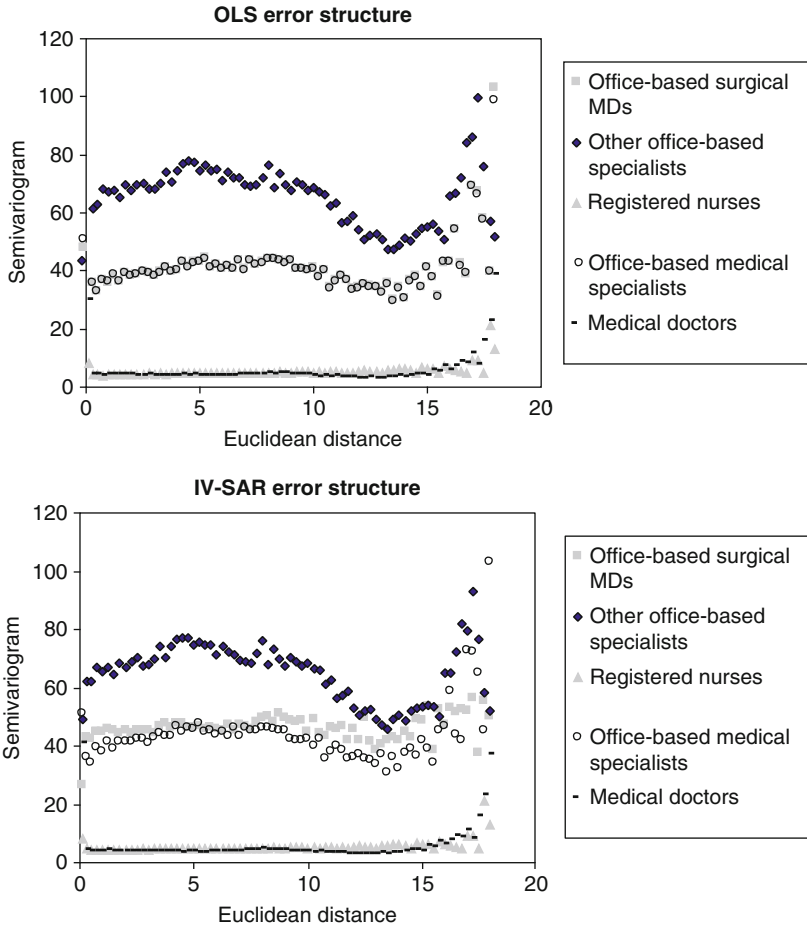 OLS error structure
120
100
80
60
40
20
0
Semivariogram
0
5
10
15
20
Euclidean distance
Office-based surgical
MDs
Other office-based
specialists
Registered nurses
Office-based medical
specialists
Medical doctors
IV-SAR error structure
120
100
80
60
40
20
0
Semivariogram
0
5
10
15
20
Euclidean distance
Office-based surgical
MDs
Other office-based
specialists
Registered nurses
Office-based medical
specialists
Medical doctors